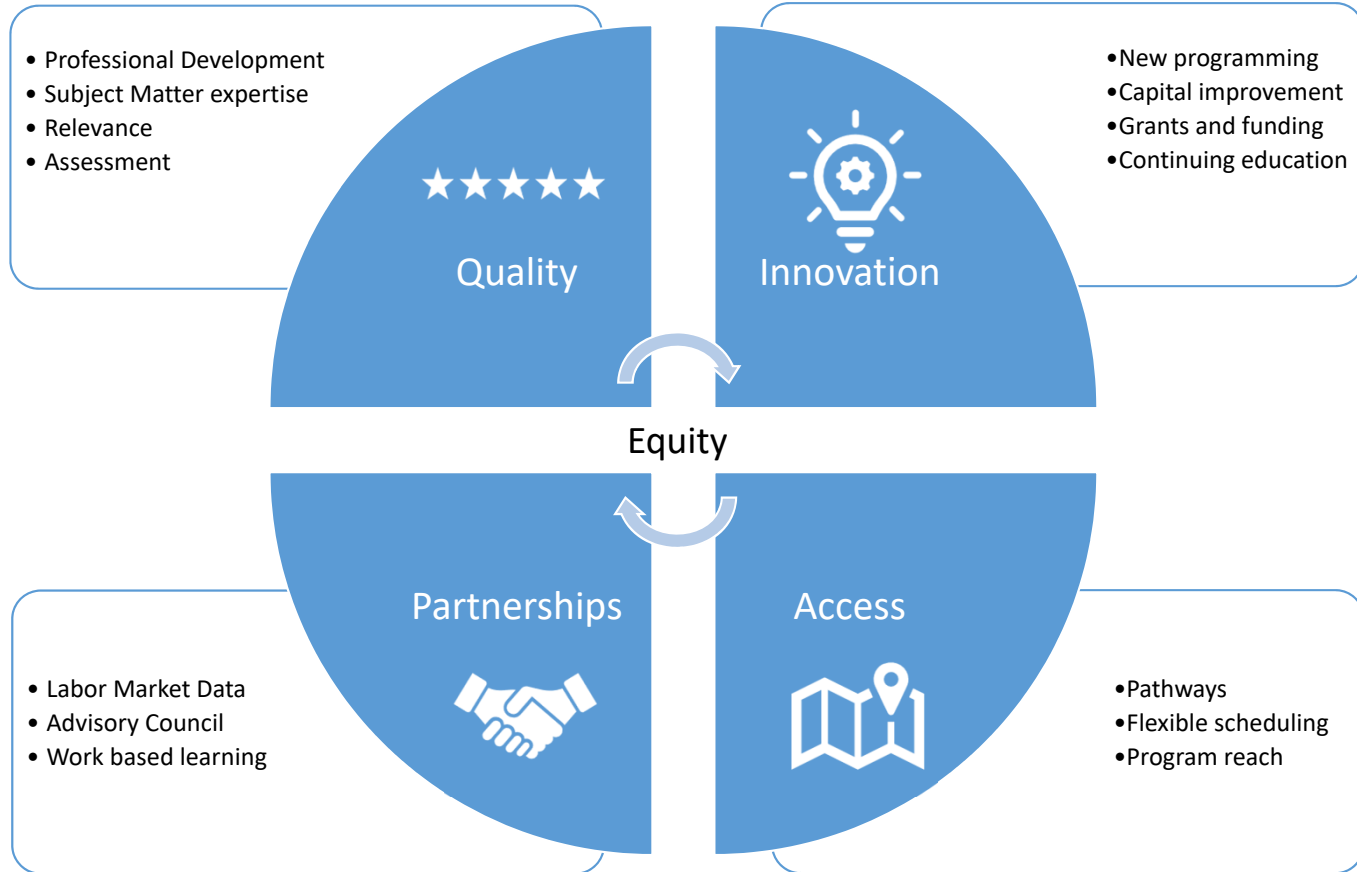 • Professional Development
• Subject Matter expertise
• Relevance
• Assessment
•New programming
•Capital improvement
•Grants and funding
•Continuing education
Quality
Innovation
Equity
Partnerships
Access
• Labor Market Data
• Advisory Council
• Work based learning
•Pathways
•Flexible scheduling
•Program reach